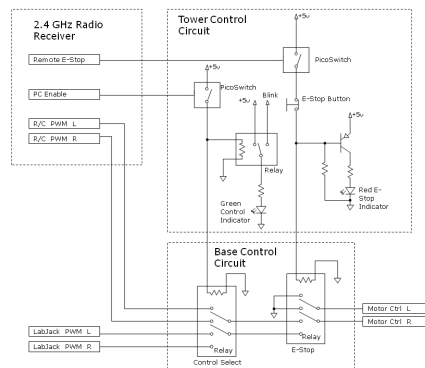 2.4 GHz Radio
Receiver
Tower Control
Circuit
+5v
Remote E-Stop
PicoSwitch
+5v
PC Enable
PicoSwitch
+5v
Blink
E-Stop Button
+5v
R/C PWM L
R/C PWM R
Relay
Green
Control
Indicator
Red E-
Stop
Indicator
Base Control
Circuit
Motor Ctrl L
Motor Ctrl R
LabJack PWM L
LabJack PWM R
Relay
Relay
Control Select
E-Stop